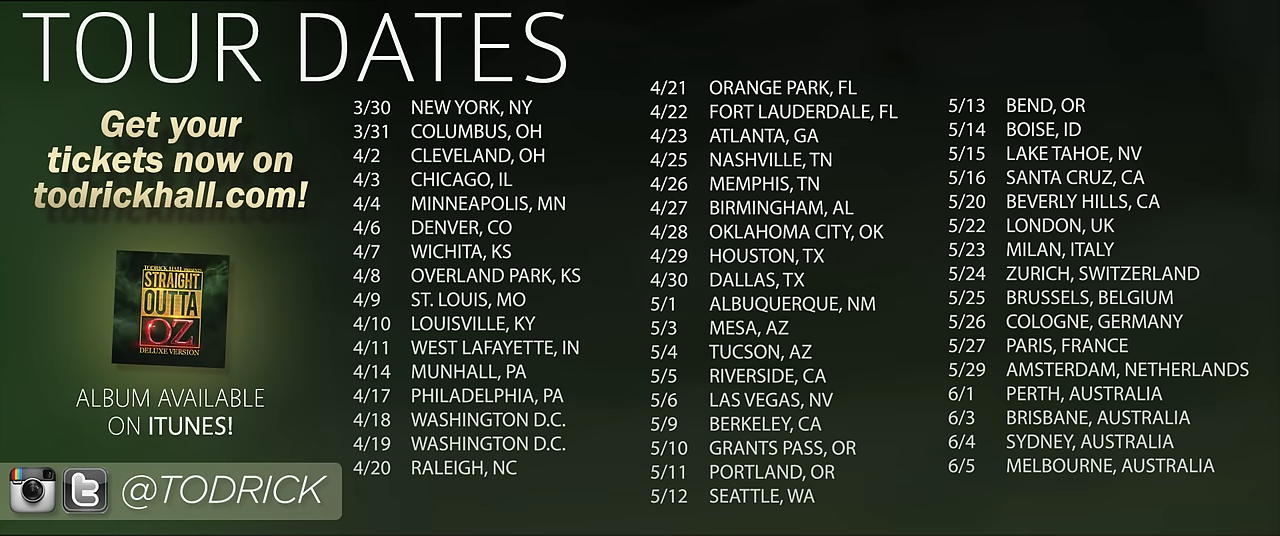 TOUR DATES
Get your
tickets now on
todrickhall.com!
TODRICK HALL PRESENTS
STRAIGHT
OUTTA
OZ
DELUXE VERSION
ALBUM AVAILABLE
ON ITUNES!
@TODRICK
3/30 NEW YORK, NY
3/31 COLUMBUS, OH
4/2 CLEVELAND, OH
4/3 CHICAGO, IL
4/4 MINNEAPOLIS, MN
4/6 DENVER, CO
4/7 WICHITA, KS
4/8 OVERLAND PARK, KS
4/9 ST. LOUIS, MO
4/10 LOUISVILLE, KY
4/11 WEST LAFAYETTE, IN
4/14 MUNHALL, PA
4/17 PHILADELPHIA, PA
4/18 WASHINGTON D.C.
4/19 WASHINGTON D.C.
4/20 RALEIGH, NC
4/21 ORANGE PARK, FL
4/22 FORT LAUDERDALE, FL
4/23 ATLANTA, GA
4/25 NASHVILLE, TN
4/26 MEMPHIS, TN
4/27 BIRMINGHAM, AL
4/28 OKLAHOMA CITY, OK
4/29 HOUSTON, TX
4/30 DALLAS, TX
5/1 ALBUQUERQUE, NM
5/3 MESA, AZ
5/4 TUCSON, AZ
5/5 RIVERSIDE, CA
5/6 LAS VEGAS, NV
5/9 BERKELEY, CA
5/10 GRANTS PASS, OR
5/11 PORTLAND, OR
5/12 SEATTLE, WA
5/13 BEND, OR
5/14 BOISE, ID
5/15 LAKE TAHOE, NV
5/16 SANTA CRUZ, CA
5/20 BEVERLY HILLS, CA
5/22 LONDON, UK
5/23 MILAN, ITALY
5/24 ZURICH, SWITZERLAND
5/25 BRUSSELS, BELGIUM
5/26 COLOGNE, GERMANY
5/27 PARIS, FRANCE
5/29 AMSTERDAM, NETHERLANDS
6/1 PERTH, AUSTRALIA
6/3 BRISBANE, AUSTRALIA
6/4 SYDNEY, AUSTRALIA
6/5 MELBOURNE, AUSTRALIA